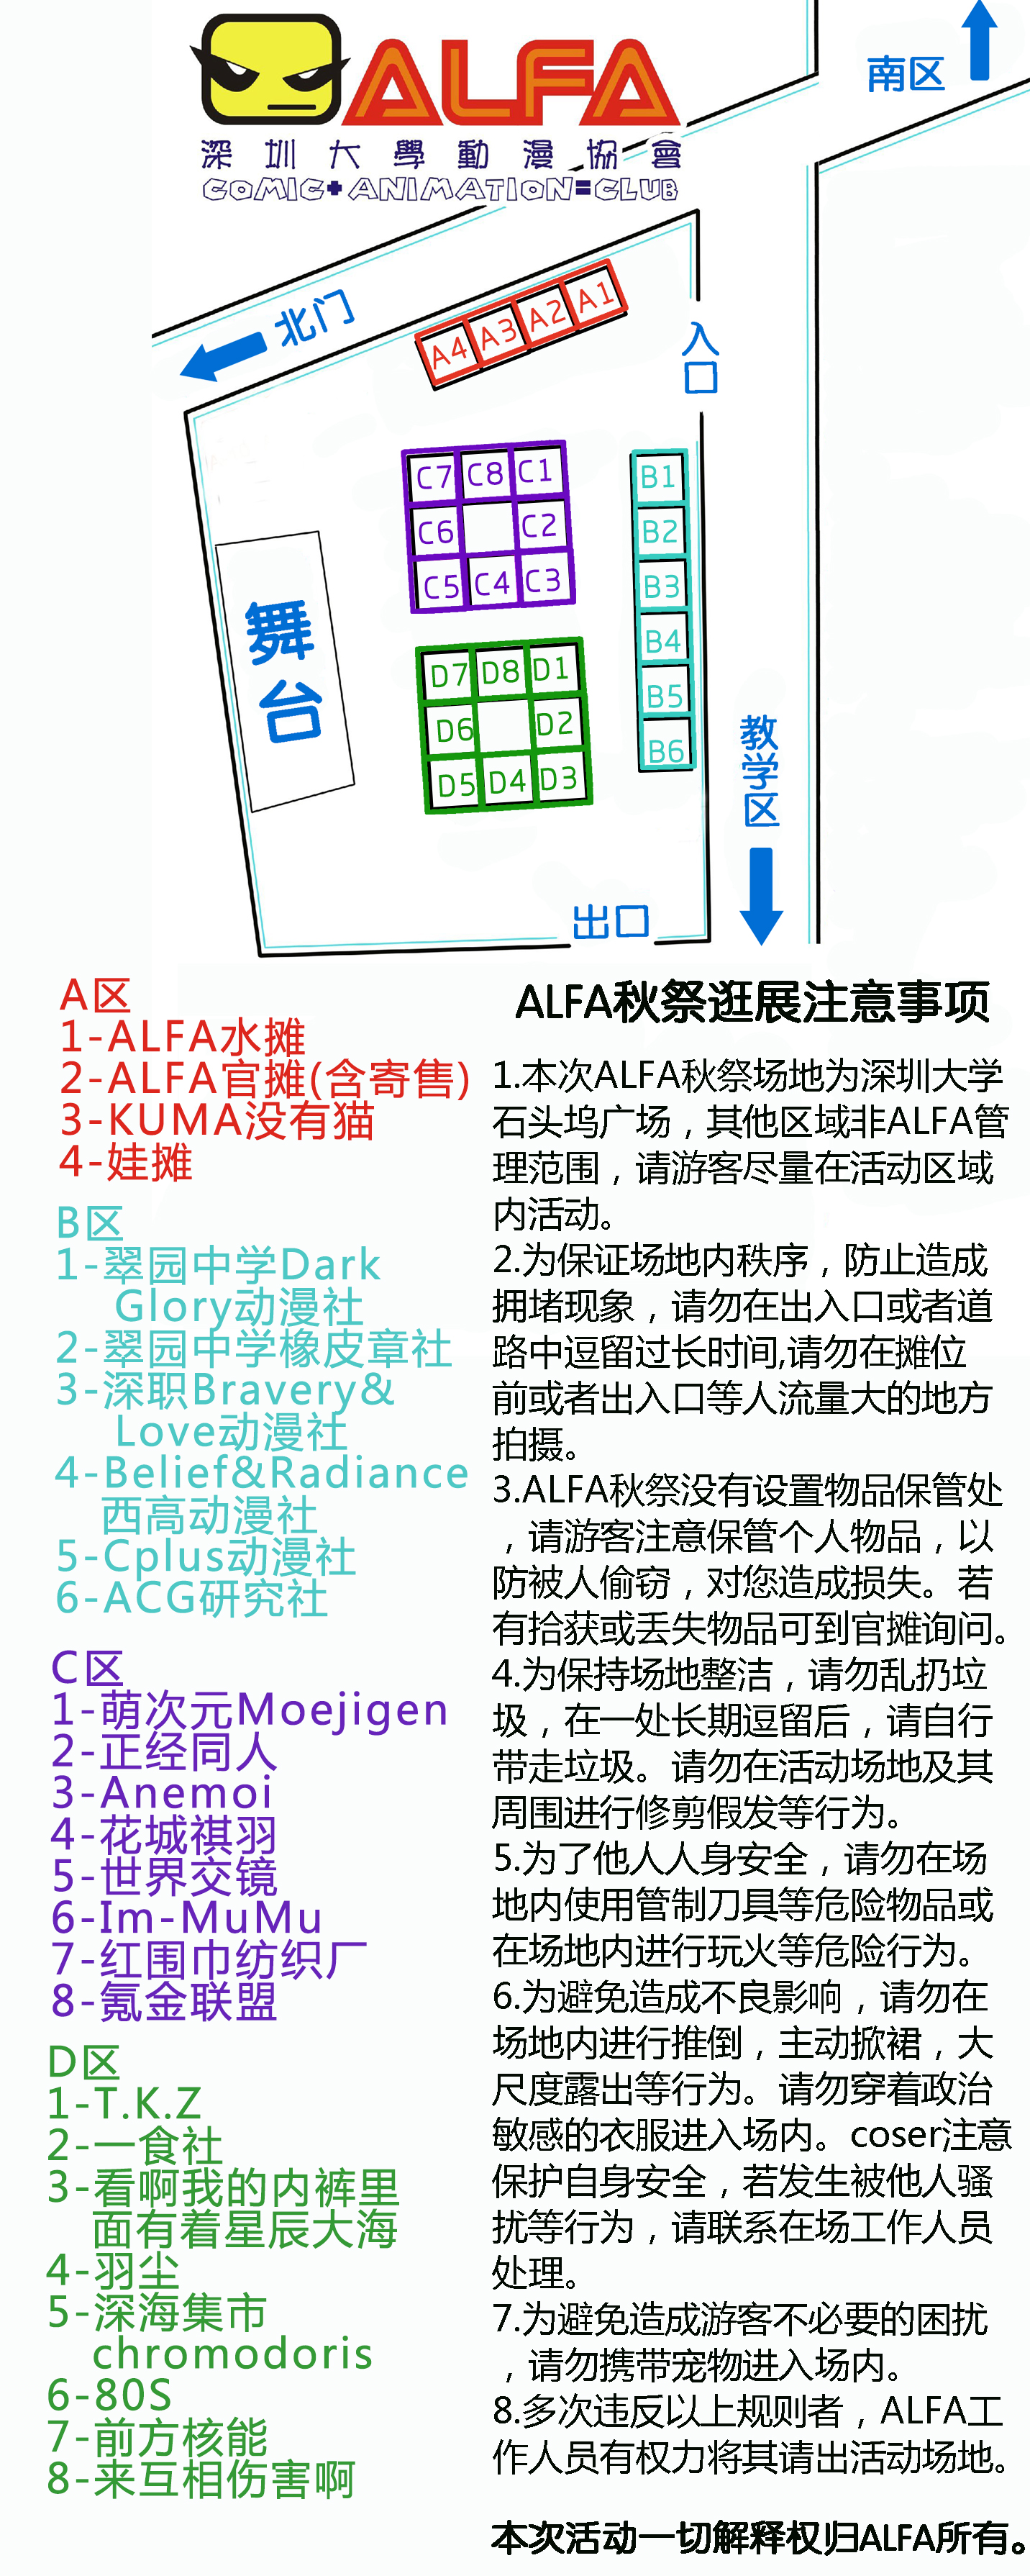 ALFA
深圳大學動漫協會
COMIC+ANIMATION=CLUB
南区
北门
A4 A3 A2 A1
入口
C7 C8 C1
C6 C2
C5 C4 C3
B1
B2
B3
B4
B5
B6
舞台
D7 D8 D1
D6 D2
D5 D4 D3
教学区
出口
A区
1-ALFA水摊
2-ALFA官摊(含寄售)
3-KUMA没有猫
4-娃摊
B区
1-翠园中学Dark
Glory动漫社
2-翠园中学橡皮章社
3-深职Bravery&
Love动漫社
4-Belief&Radiance
西高动漫社
5-Cplus动漫社
6-ACG研究社
C区
1-萌次元Moejigen
2-正经同人
3-Anemoi
4-花城祺羽
5-世界交镜
6-Im-MuMu
7-红围巾纺织厂
8-氪金联盟
D区
1-T.K.Z
2-一食社
3-看啊我的内裤里
面有着星辰大海
4-羽尘
5-深海集市
chromodoris
6-80S
7-前方核能
8-来互相伤害啊
ALFA秋祭逛展注意事项
1.本次ALFA秋祭场地为深圳大学
石头坞广场，其他区域非ALFA管
理范围，请游客尽量在活动区域
内活动。
2.为保证场地内秩序，防止造成
拥堵现象，请勿在出入口或者道
路中逗留过长时间,请勿在摊位
前或者出入口等人流量大的地方
拍摄。
3.ALFA秋祭没有设置物品保管处
，请游客注意保管个人物品，以
防被人偷窃，对您造成损失。若
有拾获或丢失物品可到官摊询问。
4.为保持场地整洁，请勿乱扔垃
圾，在一处长期逗留后，请自行
带走垃圾。请勿在活动场地及其
周围进行修剪假发等行为。
5.为了他人人身安全，请勿在场
地内使用管制刀具等危险物品或
在场地内进行玩火等危险行为。
6.为避免造成不良影响，请勿在
场地内进行推倒，主动掀裙，大
尺度露出等行为。请勿穿着政治
敏感的衣服进入场内。coser注意
保护自身安全，若发生被他人骚
扰等行为，请联系在场工作人员
处理。
7.为避免造成游客不必要的困扰
，请勿携带宠物进入场内。
8.多次违反以上规则者，ALFA工
作人员有权力将其请出活动场地。
本次活动一切解释权归ALFA所有。